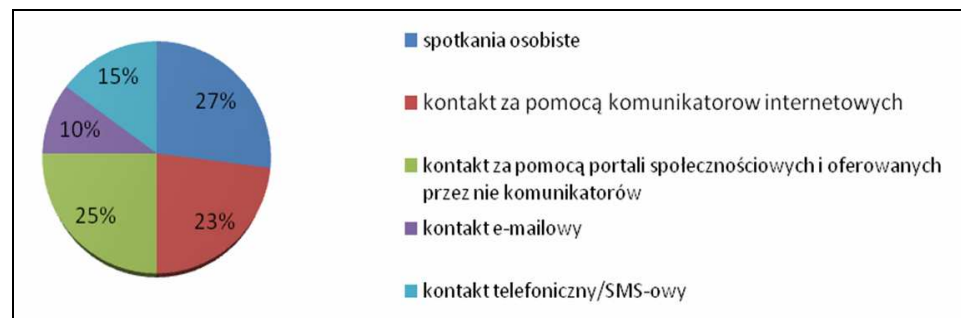 spotkania osobiste
15%
27%
kontakt za pomocą komunikatorow internetowych
10%
kontakt za pomocą portali społecznościowych i oferowanych
przez nie komunikatorów
25%
23%
kontakt e-mailowy
kontakt telefoniczny/SMS-owy